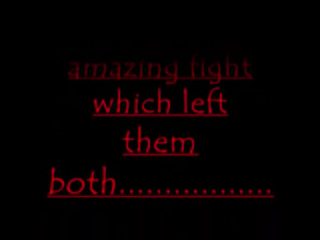 amazing fight
which left
them
both.................